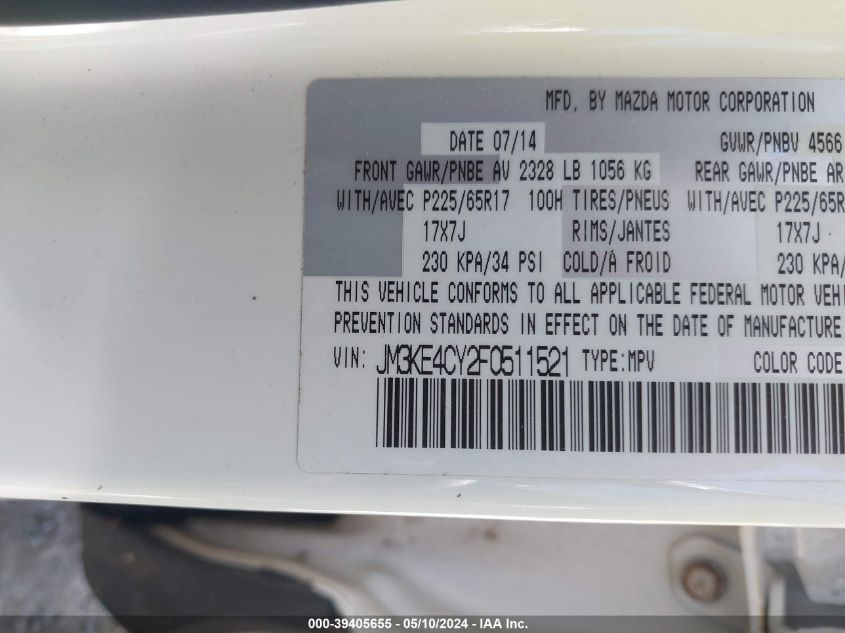 MFD. BY MAZDA MOTOR CORPORATION
DATE 07/14 GVWR/PNBV 4566
FRONT GAWR/PNBE AV 2328 LB 1056 KG REAR GAWR/PNBE AR
WITH/AVEC P225/65R17 100H TIRES/PNEUS WITH/AVEC P225/65R
17X7J RIMS/JANTES 17X7J
230 KPA/34 PSI COLD/A FROID 230 KPA/
THIS VEHICLE CONFORMS TO ALL APPLICABLE FEDERAL MOTOR VEHI
PREVENTION STANDARDS IN EFFECT ON THE DATE OF MANUFACTURE
VIN: JM3KE4CY2F0511521 TYPE:MPV COLOR CODE
000-39405655 - 05/10/2024 - IAA Inc.